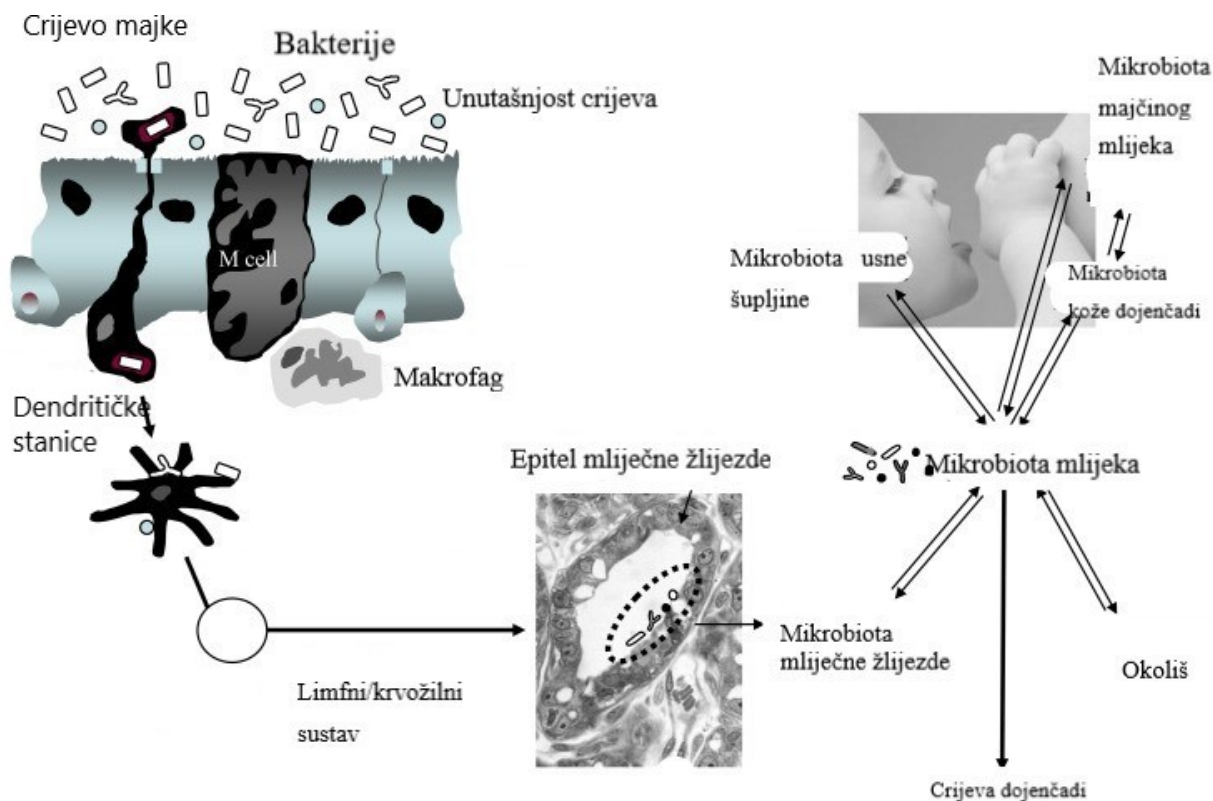 Crijevo majke
Bakterije
Unutašnjost crijeva
M cell
Makrofag
Dendritičke
stanice
Limfni/krvožilni
sustav
Epitel mliječne žlijezde
Mikrobiota
mliječne žlijezde
Mikrobiota usne
šupljine
Mikrobiota
majčinog
mlijeka
Mikrobiota
kože dojenčadi
Mikrobiota mlijeka
Okoliš
Crijeva dojenčadi